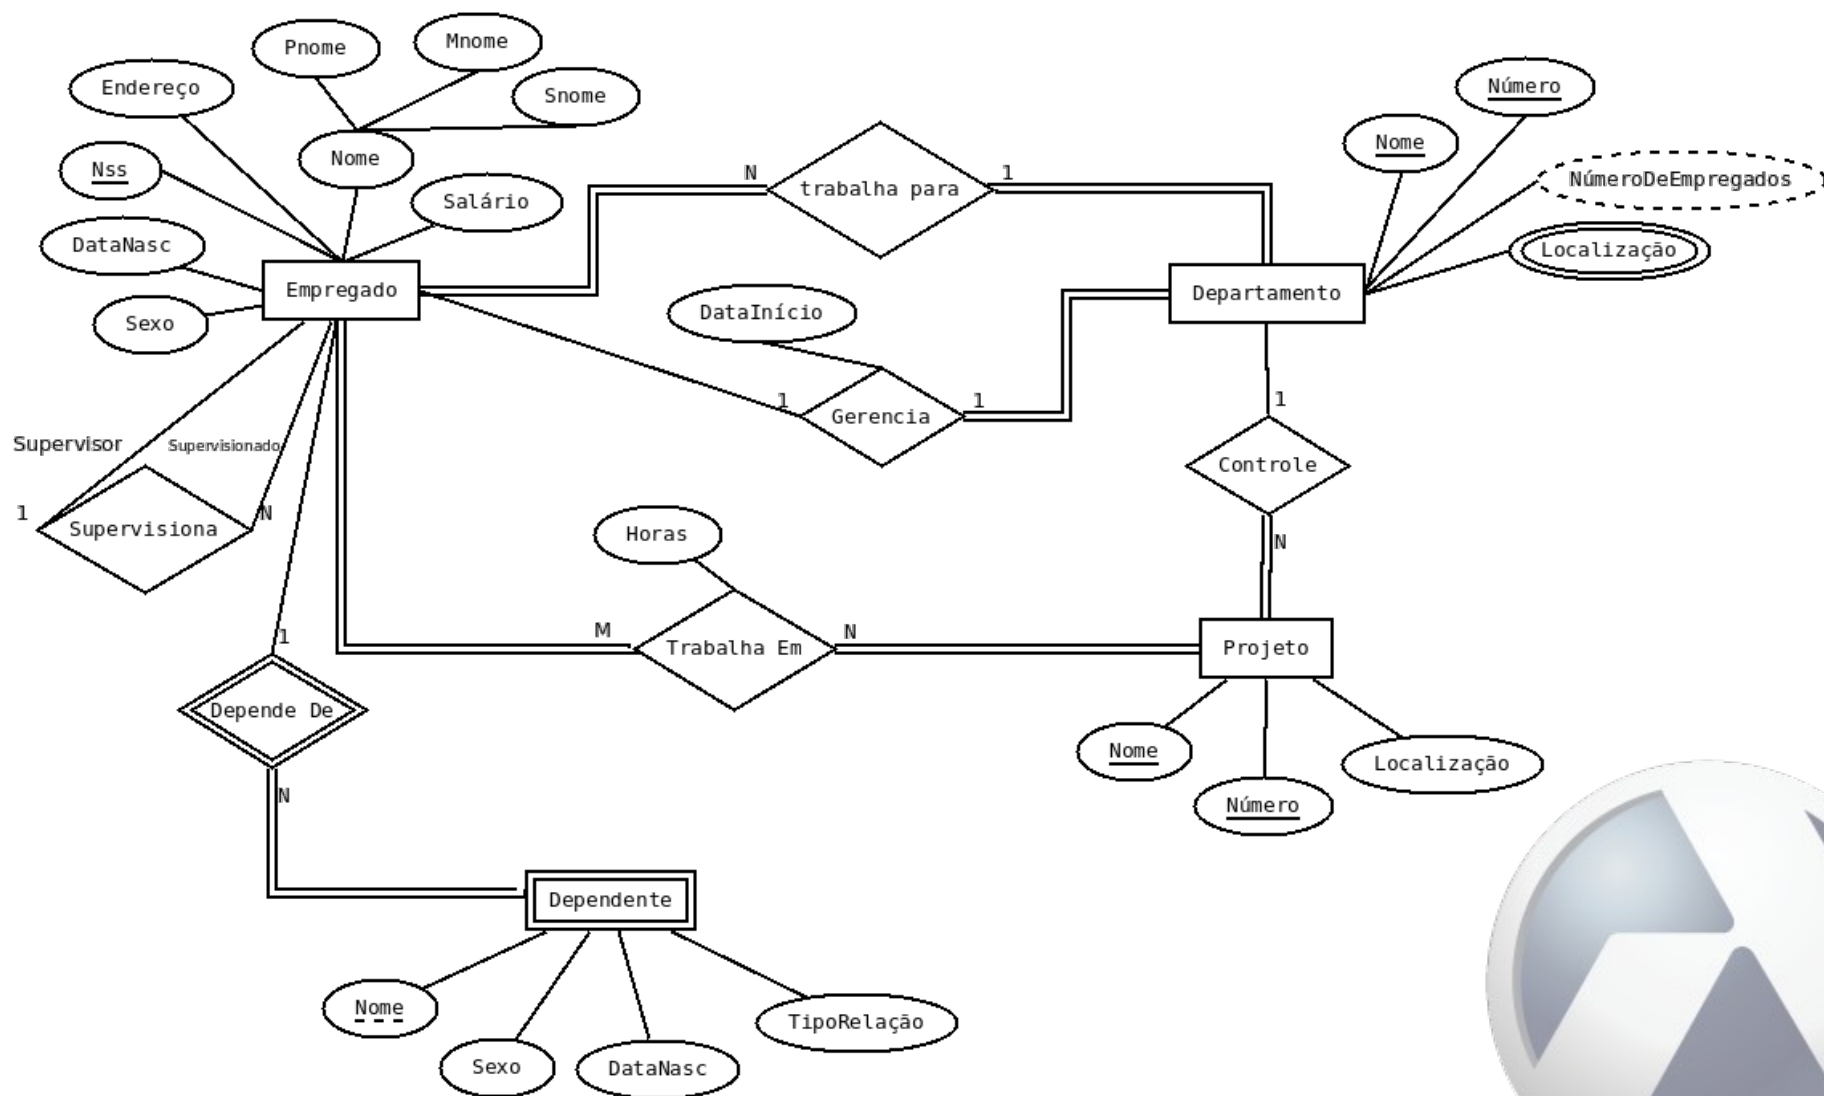 Pnome
Mnome
Endereço
Snome
Número
Nome
Nome
Nss
N
1
trabalha para
NúmeroDeEmpregados
Salário
DataNasc
Localização
Empregado
Departamento
Sexo
DataInício
1
1
Gerencia
1
Supervisor
Supervisionado
Controle
1
N
Supervisiona
Horas
N
1
M
N
Trabalha Em
Projeto
Depende De
Nome
Localização
N
Número
Dependente
Nome
TipoRelação
Sexo
DataNasc